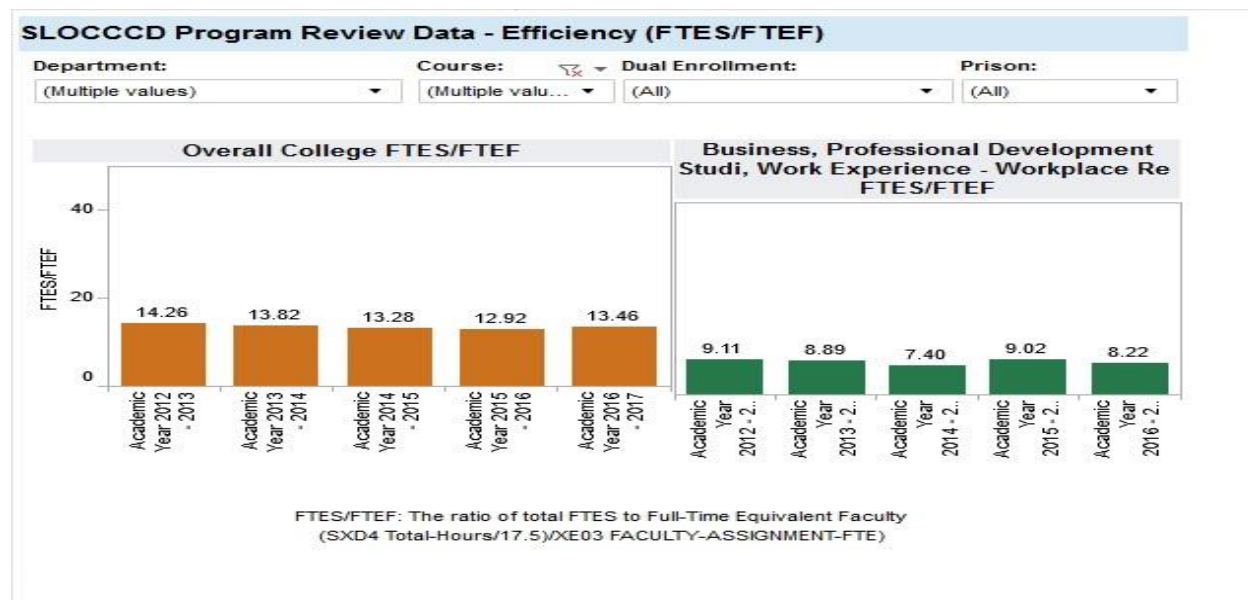 SLOCCCD Program Review Data - Efficiency (FTES/FTEF)
Department: Course: Dual Enrollment: Prison:
(Multiple values) (Multiple valu... (All) (All)
Overall College FTES/FTEF
Business, Professional Development
Studi, Work Experience - Workplace Re
FTES/FTEF
FTES/FTEF
40
20
0
14.26 13.82 13.28 12.92 13.46
9.11 8.89 7.40 9.02 8.22
Academic
Year 2012
- 2013
Academic
Year 2013
- 2014
Academic
Year 2014
- 2015
Academic
Year 2015
- 2016
Academic
Year 2016
- 2017
Academic
Year
2012 - 2..
Academic
Year
2013 - 2..
Academic
Year
2014 - 2..
Academic
Year
2015 - 2..
Academic
Year
2016 - 2..
FTES/FTEF: The ratio of total FTES to Full-Time Equivalent Faculty
(SXD4 Total-Hours/17.5)/XE03 FACULTY-ASSIGNMENT-FTE)